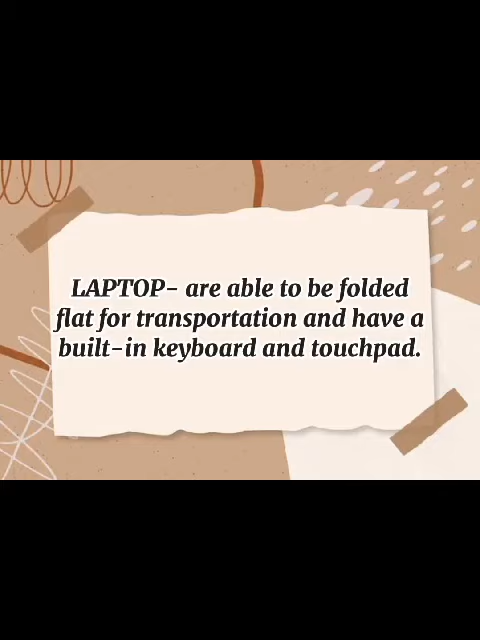 LAPTOP- are able to be folded
flat for transportation and have a
built-in keyboard and touchpad.